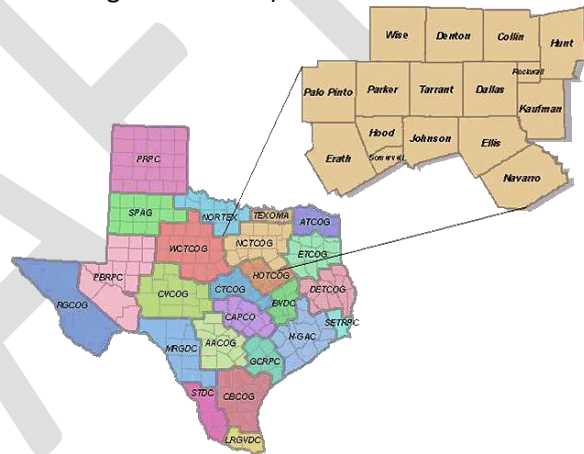 Wise Denton Collin Hunt
Rockwall
Palo Pinto Parker Tarrant Dallas
Kaufman
Hood Johnson Ellis
Erath Somervell
Navarro
PRPC
SPAG NORTEX TEXOMA ATCOG
WCTCOG NCTCOG ETCOG
PBRPC HOTCOG
RGCOG CVCOG CTCOG BVDC DETCOG
CAPCO SETRPC
MRGDC AACOG H-GAC
GCRPC
STDC CBCOG
LRGVDC